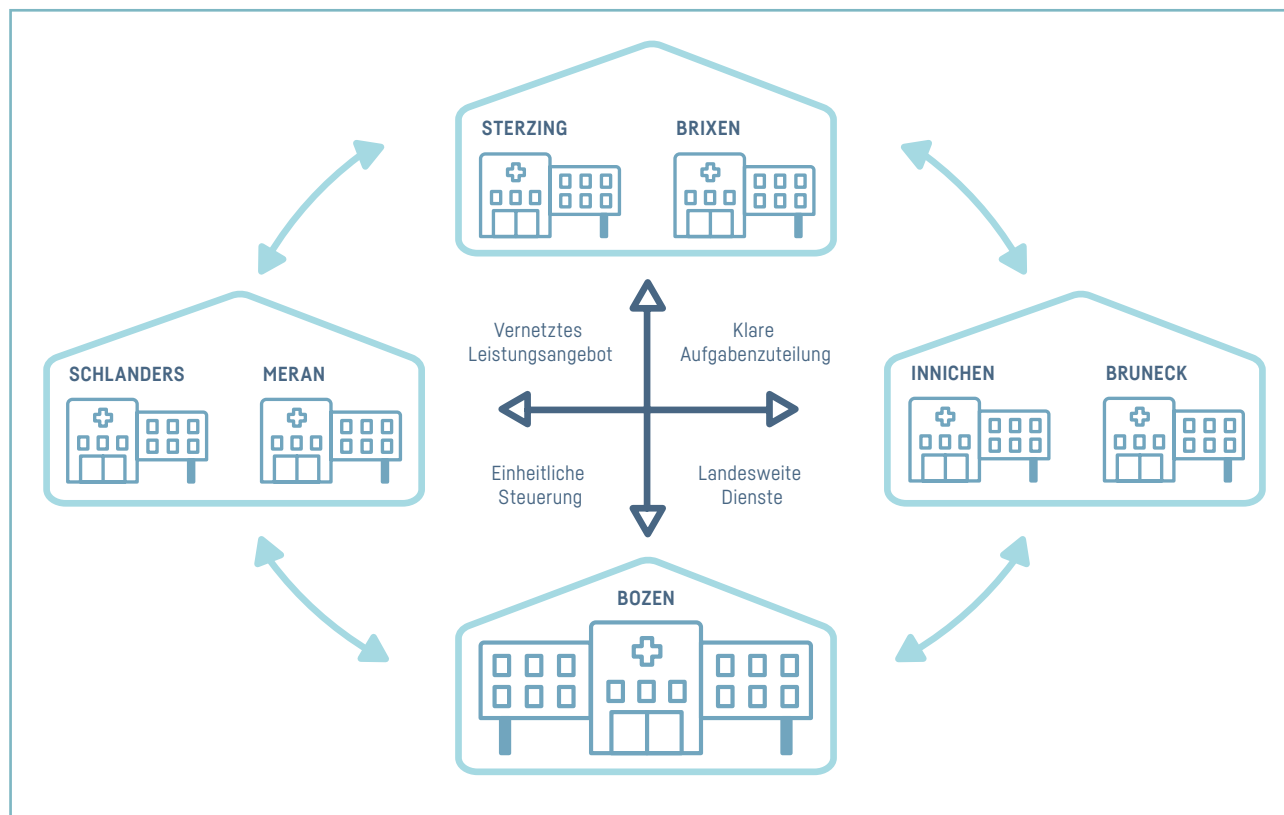 STERZING BRIXEN
Vernetztes
Leistungsangebot
Klare
Aufgabenzuteilung
SCHLANDERS MERAN
INNICHEN BRUNECK
Einheitliche
Steuerung
Landesweite
Dienste
BOZEN